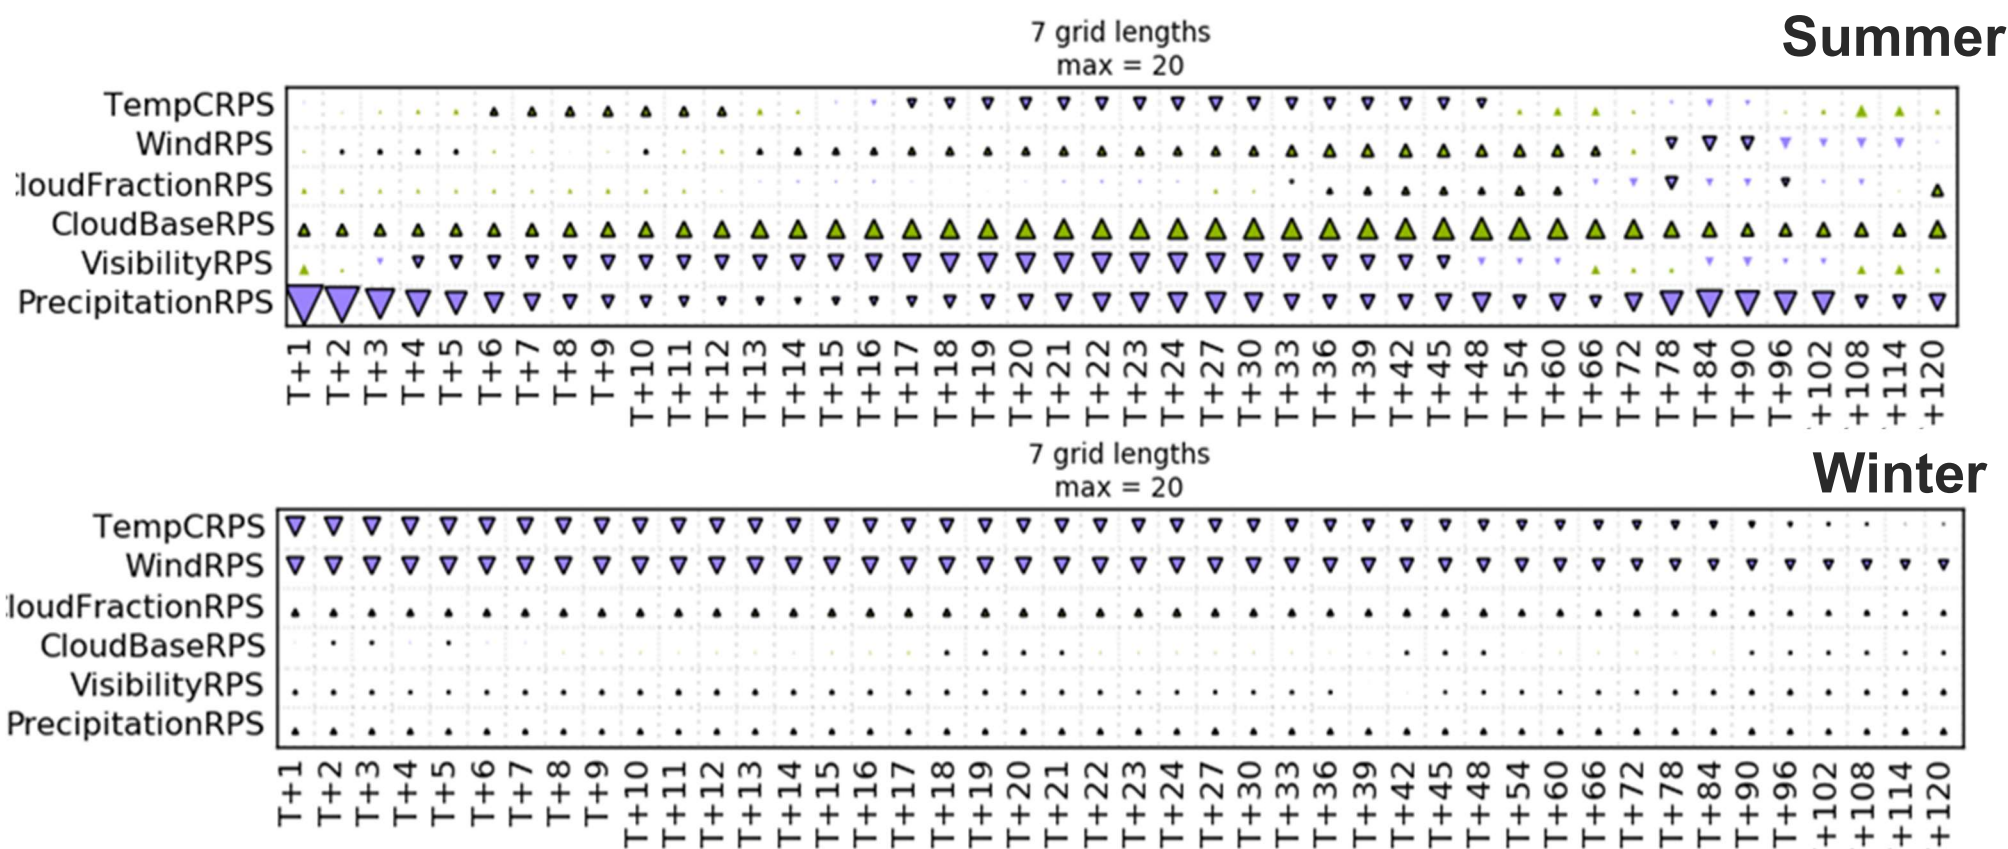 Summer
7 grid lengths
max = 20
TempCRPS
WindRPS
loudFractionRPS
CloudBaseRPS
VisibilityRPS
PrecipitationRPS
T+1 T+2 T+3 T+4 T+5 T+6 T+7 T+8 T+9 T+10 T+11 T+12 T+13 T+14 T+15 T+16 T+17 T+18 T+19 T+20 T+21 T+22 T+23 T+24 T+27 T+30 T+33 T+36 T+39 T+42 T+45 T+48 T+54 T+60 T+66 T+72 T+78 T+84 T+90 T+96 +102 +108 +114 +120
Winter
7 grid lengths
max = 20
TempCRPS
WindRPS
loudFractionRPS
CloudBaseRPS
VisibilityRPS
PrecipitationRPS
T+1 T+2 T+3 T+4 T+5 T+6 T+7 T+8 T+9 T+10 T+11 T+12 T+13 T+14 T+15 T+16 T+17 T+18 T+19 T+20 T+21 T+22 T+23 T+24 T+27 T+30 T+33 T+36 T+39 T+42 T+45 T+48 T+54 T+60 T+66 T+72 T+78 T+84 T+90 T+96 +102 +108 +114 +120